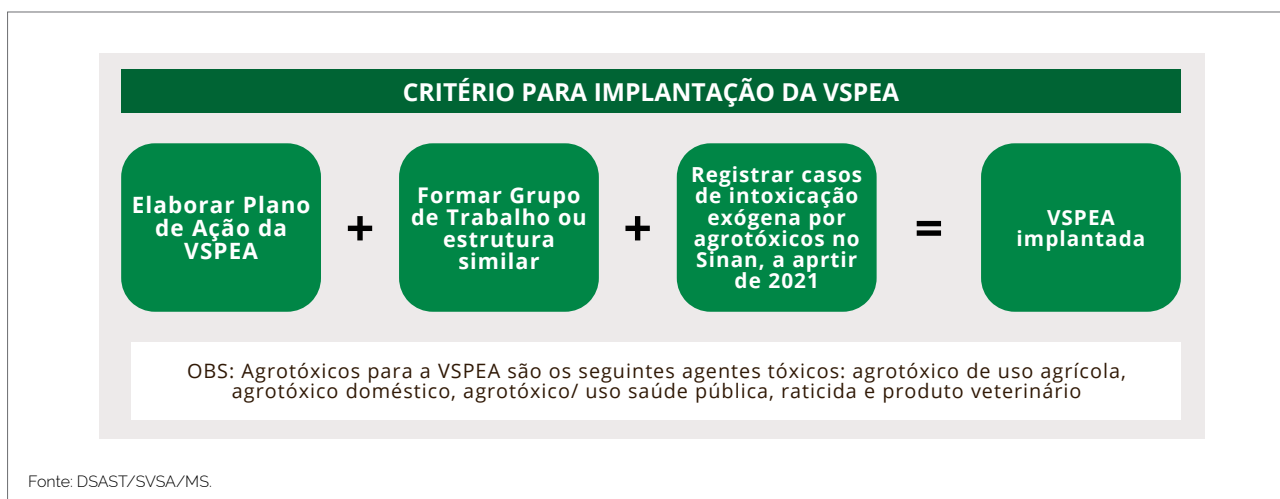 CRITÉRIO PARA IMPLANTAÇÃO DA VSPEA
Elaborar Plano
de Ação da
VSPEA
+
Formar Grupo
de Trabalho ou
estrutura
similar
+
Registrar casos
de intoxicação
exógena por
agrotóxicos no
Sinan, a aprtir
de 2021
=
VSPEA
implantada
OBS: Agrotóxicos para a VSPEA são os seguintes agentes tóxicos: agrotóxico de uso agrícola,
agrotóxico doméstico, agrotóxico/ uso saúde pública, raticida e produto veterinário
Fonte: DSAST/SVSA/MS.